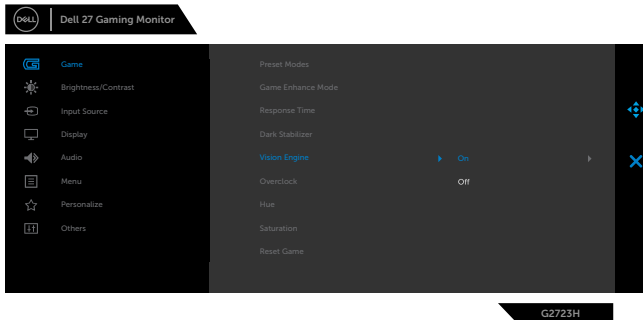 DELL Dell 27 Gaming Monitor
Game Preset Modes
Brightness/Contrast Game Enhance Mode
Input Source Response Time
Display Dark Stabilizer
Audio Vision Engine On
Menu Overclock Off
Personalize Hue
Others Saturation
Reset Game
G2723H